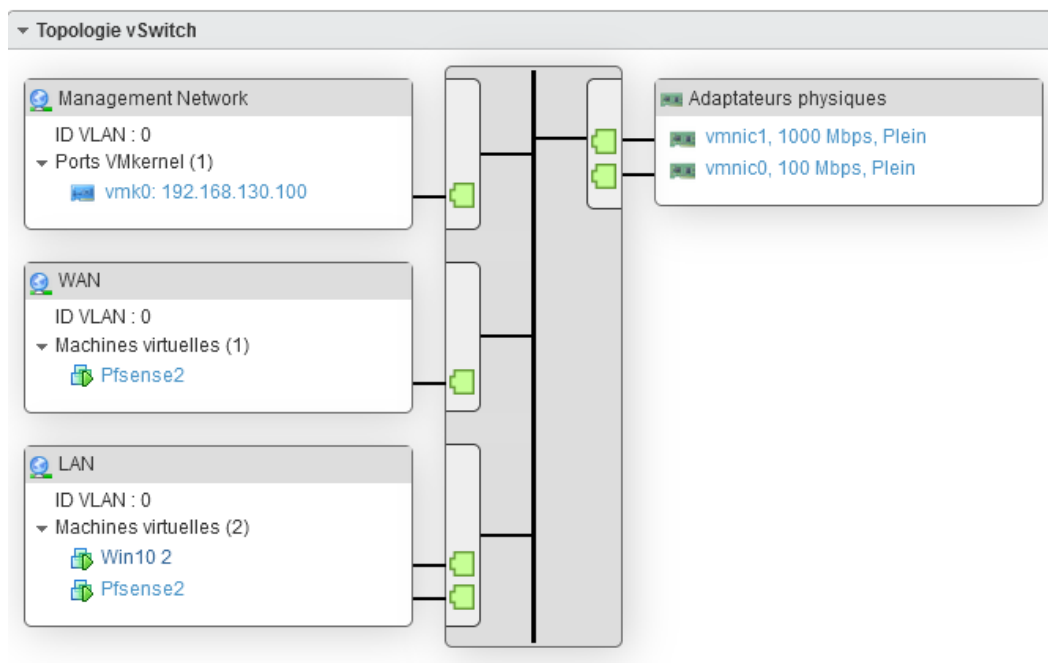 Topologie vSwitch
Management Network
ID VLAN : 0
Ports VMkernel (1)
vmk0: 192.168.130.100
WAN
ID VLAN : 0
Machines virtuelles (1)
Pfsense2
LAN
ID VLAN : 0
Machines virtuelles (2)
Win10 2
Pfsense2
Adaptateurs physiques
vmnic1, 1000 Mbps, Plein
vmnic0, 100 Mbps, Plein